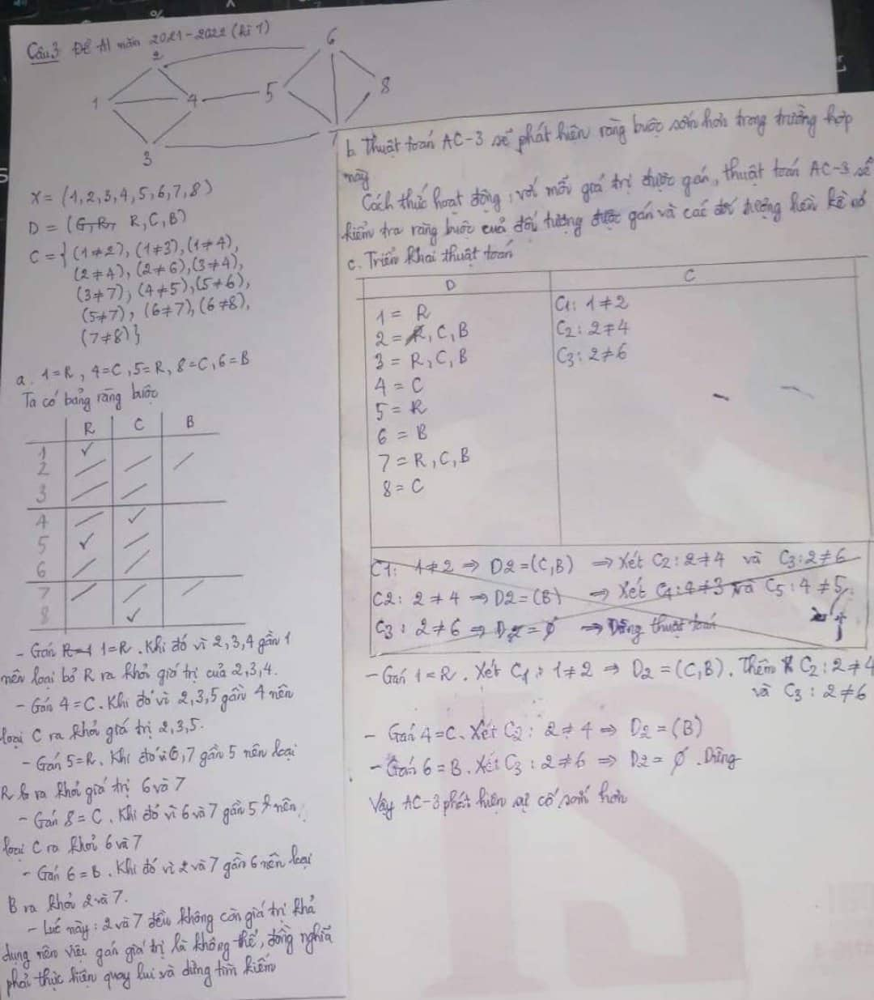 Câu 3 Đề AI mẫn 2021-2022 (kì 1)
2
6
1
4
5
8
3
7
X = (1,2,3,4,5,6,7,8)
D = (G,R, R,C,B)
C = { (1≠2), (1≠3), (1≠4),
(2≠4), (2≠6), (3≠4),
(3≠7), (4≠5), (5≠6),
(5≠7), (6≠7), (6≠8),
(7≠8) }
a. 1=R, 4=C, 5=R, 8=C, 6=B
Ta có bảng ràng buộc
R C B
1 ✓
2
3
4 ✓
5 ✓
6
7
8 ✓
- Gán R=1 1=R. Khi đó vì 2,3,4 gần 1
nên loại bỏ R ra khỏi giá trị của 2,3,4.
- Gán 4=C. Khi đó vì 2,3,5 gần 4 nên
loại C ra khỏi giá trị 2,3,5.
- Gán 5=R. Khi đó vì 6,7 gần 5 nên loại
R ra khỏi giá trị 6 và 7
- Gán 8=C. Khi đó vì 6 và 7 gần nên
loại C ra khỏi 6 và 7
- Gán 6=B. Khi đó vì 2 và 7 gần 6 nên loại
B ra khỏi 2 và 7.
- Lúc này: 2 và 7 đều không còn giá trị khả
dụng nên việc gán giá trị là không thể, đồng nghĩa
phải thực hiện quay lui và dừng tìm kiếm
b. Thuật toán AC-3 sẽ phát hiện ràng buộc sớm hơn trong trường hợp
này
Cách thức hoạt động: với mỗi giá trị được gán, thuật toán AC-3 sẽ
kiểm tra ràng buộc của đối tượng được gán và các đối tượng liền kề nó
c. Triển khai thuật toán
D C
1 = R
2 = R, C, B
3 = R, C, B
4 = C
5 = R
6 = B
7 = R, C, B
8 = C
C1: 1≠2
C2: 2≠4
C3: 2≠6
C1: 1≠2 ⇒ D2=(C,B) ⇒ Xét C2: 2≠4 và C3: 2≠6
C2: 2≠4 ⇒ D2=(B) ⇒ Xét C4: 4≠3 và C5: 4≠5
C3: 2≠6 ⇒ D2=∅ ⇒ Dừng thuật toán
- Gán 1=R. Xét C1: 1≠2 ⇒ D2=(C,B). Thêm C2: 2≠4
và C3: 2≠6
- Gán 4=C. Xét C2: 2≠4 ⇒ D2=(B)
- Gán 6=B. Xét C3: 2≠6 ⇒ D2=∅. Dừng
Vậy AC-3 phát hiện sự cố sớm hơn